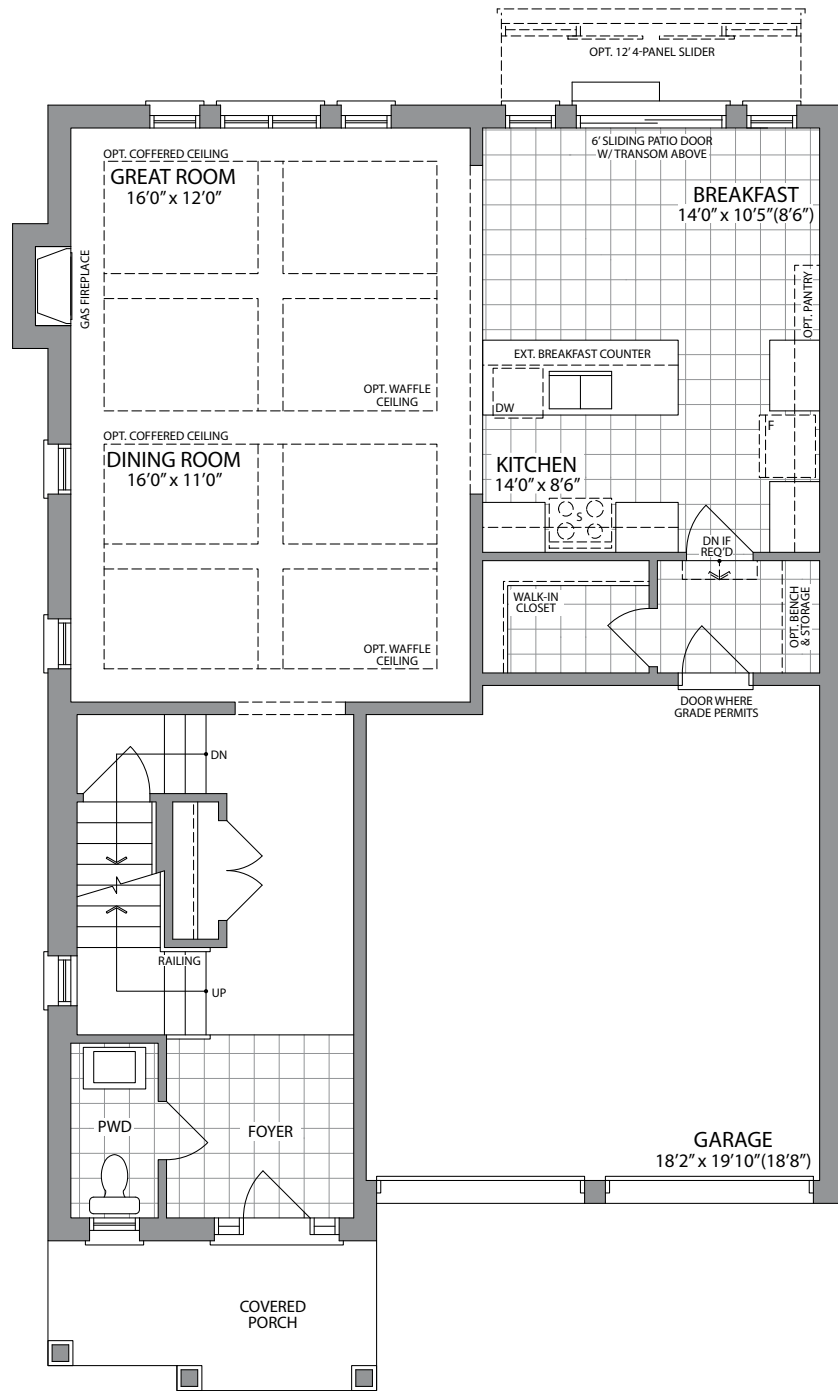 OPT. 12' 4-PANEL SLIDER
6' SLIDING PATIO DOOR
W/ TRANSOM ABOVE
OPT. COFFERED CEILING
GREAT ROOM
16'0" x 12'0"
BREAKFAST
14'0" x 10'5"(8'6")
GAS FIREPLACE
OPT. PANTRY
EXT. BREAKFAST COUNTER
OPT. WAFFLE
CEILING
DW
F
OPT. COFFERED CEILING
DINING ROOM
16'0" x 11'0"
KITCHEN
14'0" x 8'6"
S
DN IF
REQ'D
WALK-IN
CLOSET
OPT. BENCH
& STORAGE
OPT. WAFFLE
CEILING
DOOR WHERE
GRADE PERMITS
DN
RAILING
UP
PWD
FOYER
GARAGE
18'2" x 19'10"(18'8")
COVERED
PORCH